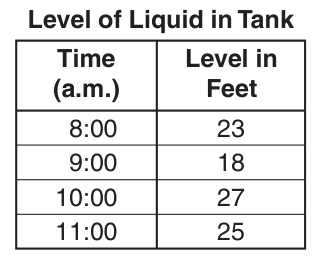 Level of Liquid in Tank
Time Level in
(a.m.) Feet
8:00 23
9:00 18
10:00 27
11:00 25